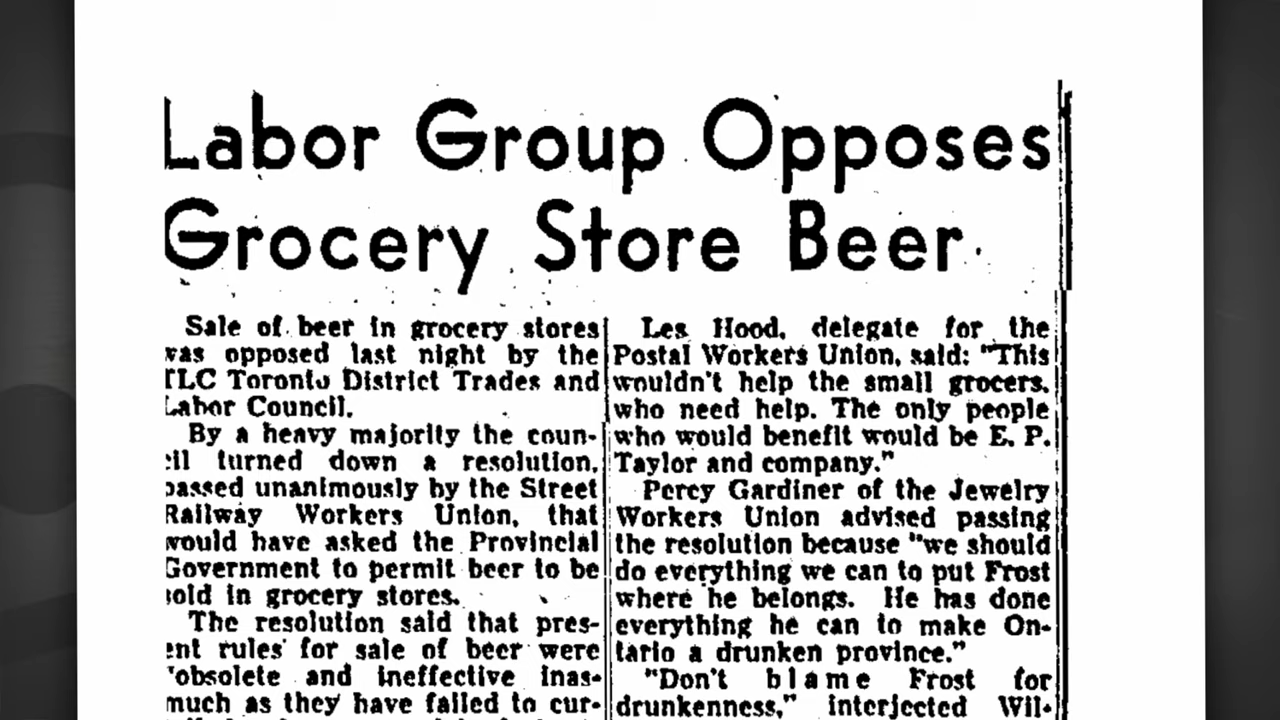 Labor Group Opposes
Grocery Store Beer
Sale of beer in grocery stores
was opposed last night by the
TLC Toronto District Trades and
Labor Council.
By a heavy majority the coun-
cil turned down a resolution,
passed unanimously by the Street
Railway Workers Union, that
would have asked the Provincial
Government to permit beer to be
sold in grocery stores.
The resolution said that pres-
ent rules for sale of beer were
"obsolete and ineffective inas-
much as they have failed to cur-
Les Hood, delegate for the
Postal Workers Union, said: "This
wouldn't help the small grocers,
who need help. The only people
who would benefit would be E. P.
Taylor and company."
Percy Gardiner of the Jewelry
Workers Union advised passing
the resolution because "we should
do everything we can to put Frost
where he belongs. He has done
everything he can to make On-
tario a drunken province."
"Don't blame Frost for
drunkenness," interjected Wil-